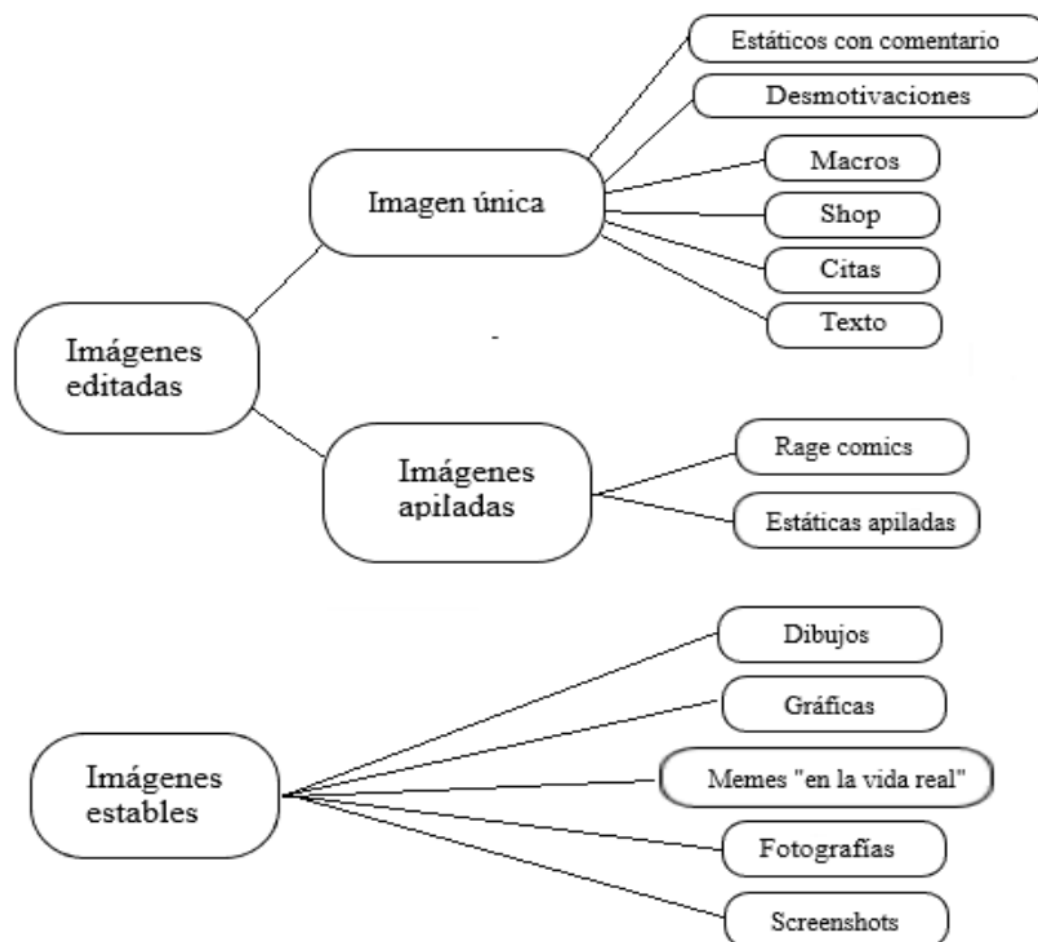 Estáticos con comentario
Desmotivaciones
Macros
Imagen única
Shop
Citas
Texto
Imágenes
editadas
Rage comics
Imágenes
apiladas
Estáticas apiladas
Dibujos
Gráficas
Imágenes
estables
Memes "en la vida real"
Fotografías
Screenshots